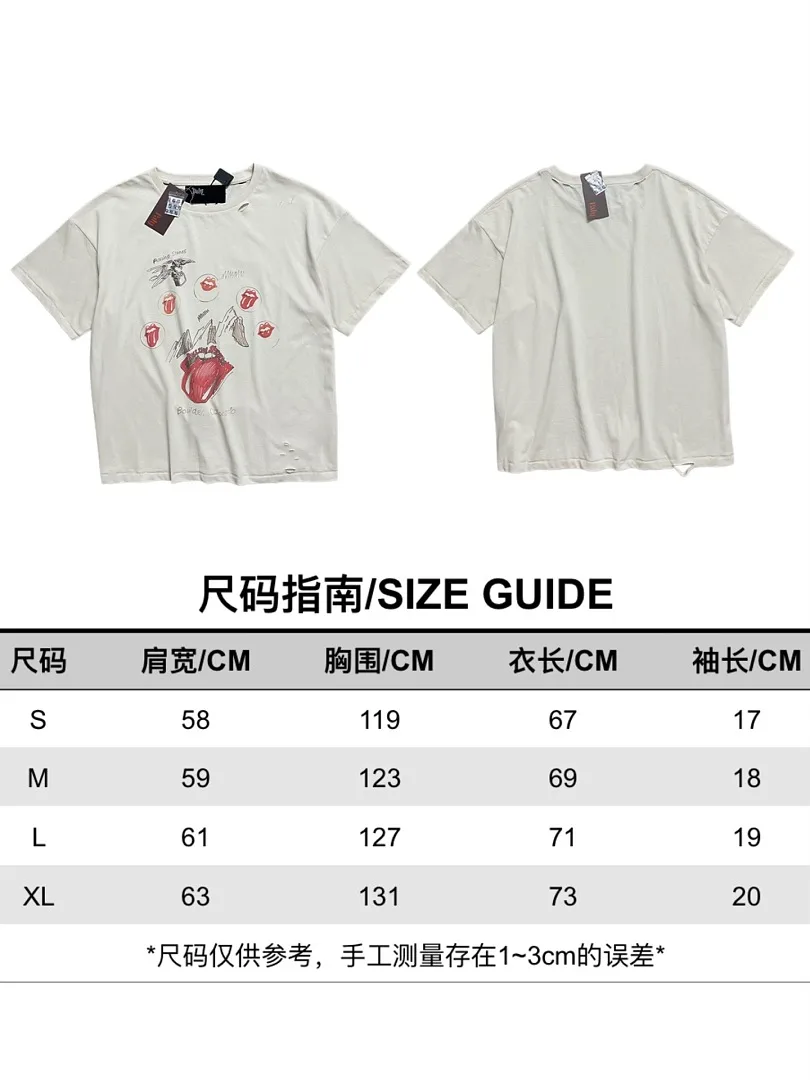 Rolling Stones
尺码指南/SIZE GUIDE
尺码 肩宽/CM 胸围/CM 衣长/CM 袖长/CM
S 58 119 67 17
M 59 123 69 18
L 61 127 71 19
XL 63 131 73 20
*尺码仅供参考，手工测量存在1~3cm的误差*